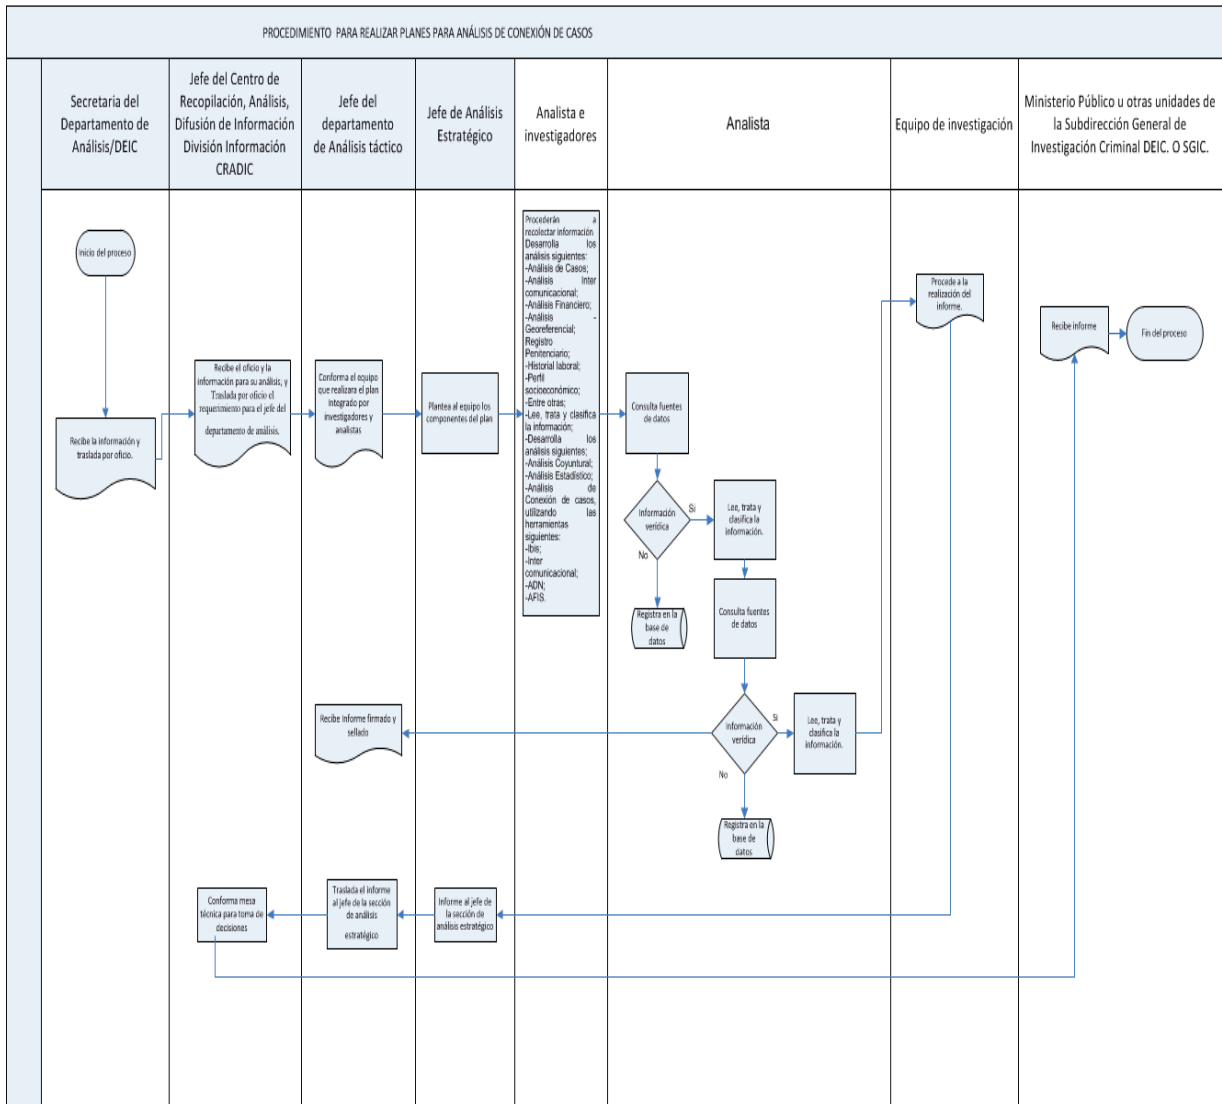 PROCEDIMIENTO PARA REALIZAR PLANES PARA ANÁLISIS DE CONEXIÓN DE CASOS
Secretaria del
Departamento de
Análisis/DEIC
Jefe del Centro de
Recopilación, Análisis,
Difusión de Información
División Información
CRADIC
Jefe del
departamento
de Análisis táctico
Jefe de Análisis
Estratégico
Analista e
investigadores
Analista
Equipo de investigación
Ministerio Público u otras unidades de
la Subdirección General de
Investigación Criminal DEIC. O SGIC.
Inicio del proceso
Recibe la información y
traslada por oficio.
Recibe el oficio y la
información para su análisis, y
Traslada por oficio el
requerimiento para el jefe del
departamento de análisis.
Conforma el equipo
que realizara el plan
Integrado por
investigadores y
analistas
Plantea al equipo los
componentes del plan
Procederán a
recolectar información
Desarrolla los
análisis siguientes:
-Análisis de Casos;
-Análisis Inter
comunicacional;
-Análisis Financiero;
-Análisis -
Georeferencial;
Registro
Penitenciario;
-Historial laboral;
-Perfil
socioeconómico;
-Entre otras;
-Lee, trata y clasifica
la información;
-Desarrolla los
análisis siguientes;
-Análisis Coyuntural;
-Análisis Estadístico;
-Análisis de
Conexión de casos,
utilizando las
herramientas
siguientes:
-Ibis;
-Inter
comunicacional;
-ADN;
-AFIS.
Consulta fuentes
de datos
Información
verídica
Si
No
Registra en la
base de
datos
Lee, trata y
clasifica la
información.
Consulta fuentes
de datos
Información
verídica
Si
No
Registra en la
base de
datos
Lee, trata y
clasifica la
información.
Procede a la
realización del
informe.
Recibe informe
Fin del proceso
Recibe Informe firmado y
sellado
Conforma mesa
técnica para toma de
decisiones
Traslada el informe
al jefe de la sección
de análisis
estratégico
Informe al jefe de
la sección de
análisis estratégico